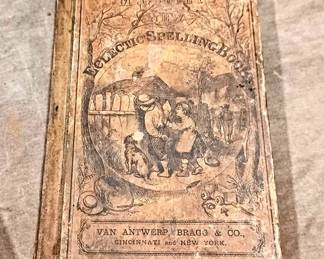 ECLECTIC SPELLING BOOK
VAN ANTWERP, BRAGG & CO.,
CINCINNATI and NEW YORK.